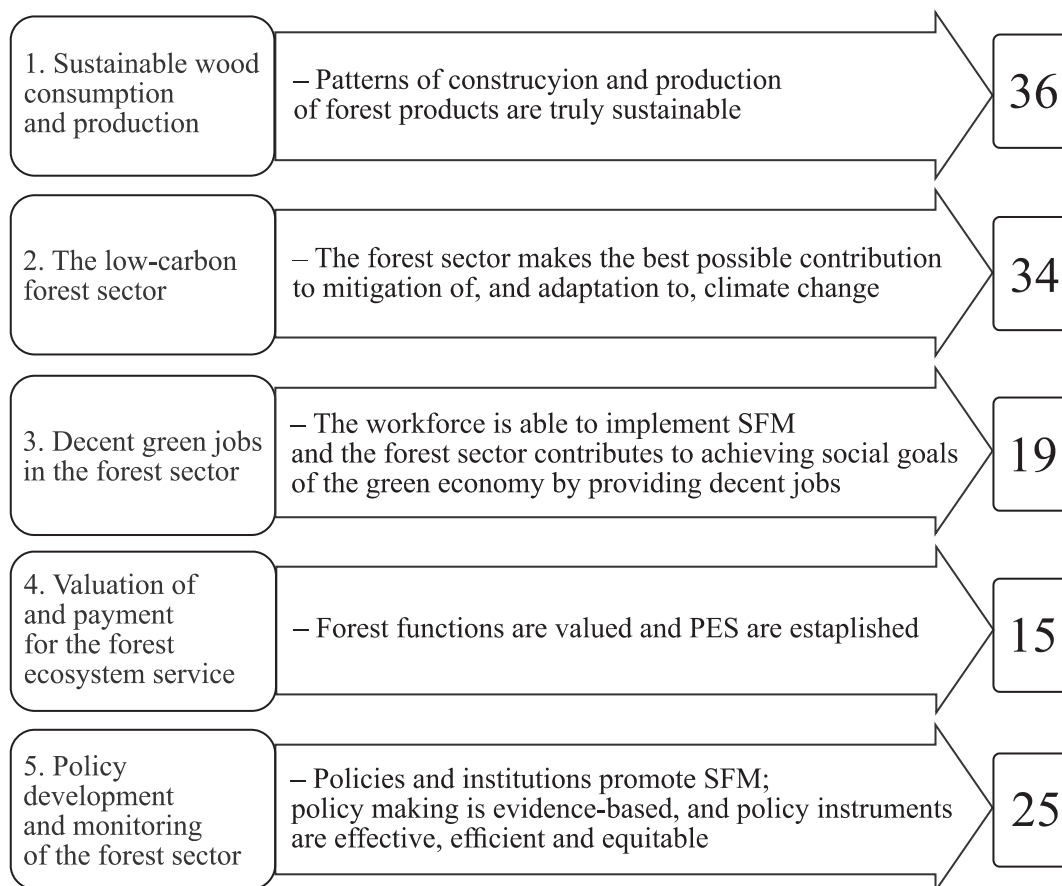 1. Sustainable wood
consumption
and production
– Patterns of construcyion and production
of forest products are truly sustainable
36
2. The low-carbon
forest sector
– The forest sector makes the best possible contribution
to mitigation of, and adaptation to, climate change
34
3. Decent green jobs
in the forest sector
– The workforce is able to implement SFM
and the forest sector contributes to achieving social goals
of the green economy by providing decent jobs
19
4. Valuation of
and payment
for the forest
ecosystem service
– Forest functions are valued and PES are estaplished
15
5. Policy
development
and monitoring
of the forest sector
– Policies and institutions promote SFM;
policy making is evidence-based, and policy instruments
are effective, efficient and equitable
25